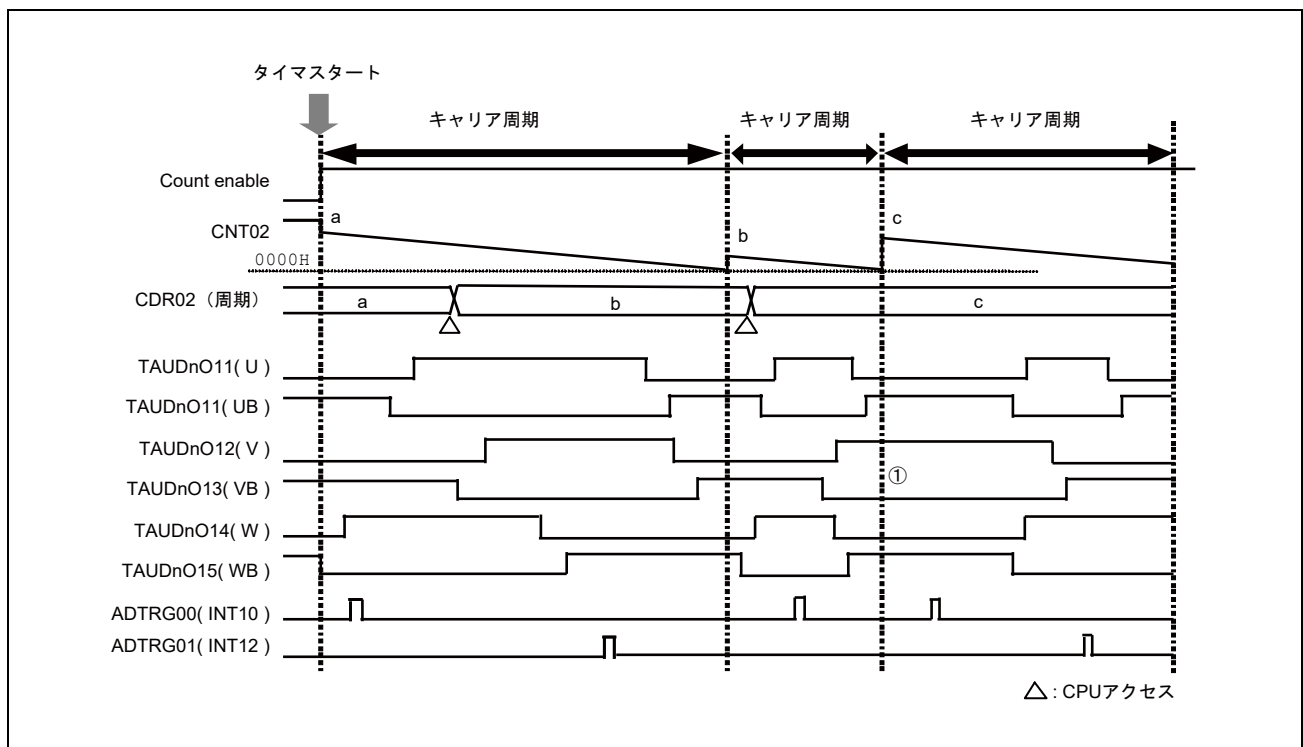 タイマスタート
キャリア周期 キャリア周期 キャリア周期
Count enable
a b c
CNT02
0000H
CDR02（周期） a b c
TAUDnO11( U )
TAUDnO11( UB )
TAUDnO12( V )
①
TAUDnO13( VB )
TAUDnO14( W )
TAUDnO15( WB )
ADTRG00( INT10 )
ADTRG01( INT12 )
△ : CPUアクセス